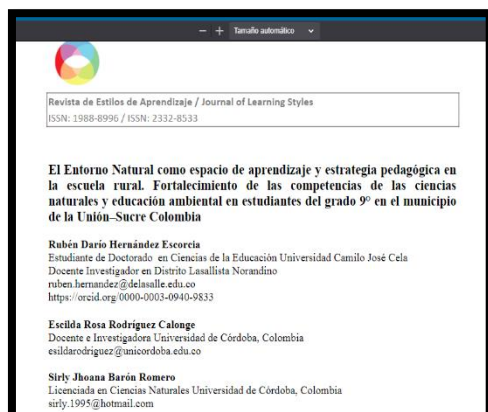 Tamaño automático
Revista de Estilos de Aprendizaje / Journal of Learning Styles
ISSN: 1988-8996 / ISSN: 2332-8533
El Entorno Natural como espacio de aprendizaje y estrategia pedagógica en
la escuela rural. Fortalecimiento de las competencias de las ciencias
naturales y educación ambiental en estudiantes del grado 9° en el municipio
de la Unión–Sucre Colombia
Rubén Darío Hernández Escorcia
Estudiante de Doctorado en Ciencias de la Educación Universidad Camilo José Cela
Docente Investigador en Distrito Lasallista Norandino
ruben.hernandez@delasalle.edu.co
https://orcid.org/0000-0003-0940-9833
Escilda Rosa Rodríguez Calonge
Docente e Investigadora Universidad de Córdoba, Colombia
esildarodriguez@unicordoba.edu.co
Sirly Jhoana Barón Romero
Licenciada en Ciencias Naturales Universidad de Córdoba, Colombia
sirly.1995@hotmail.com